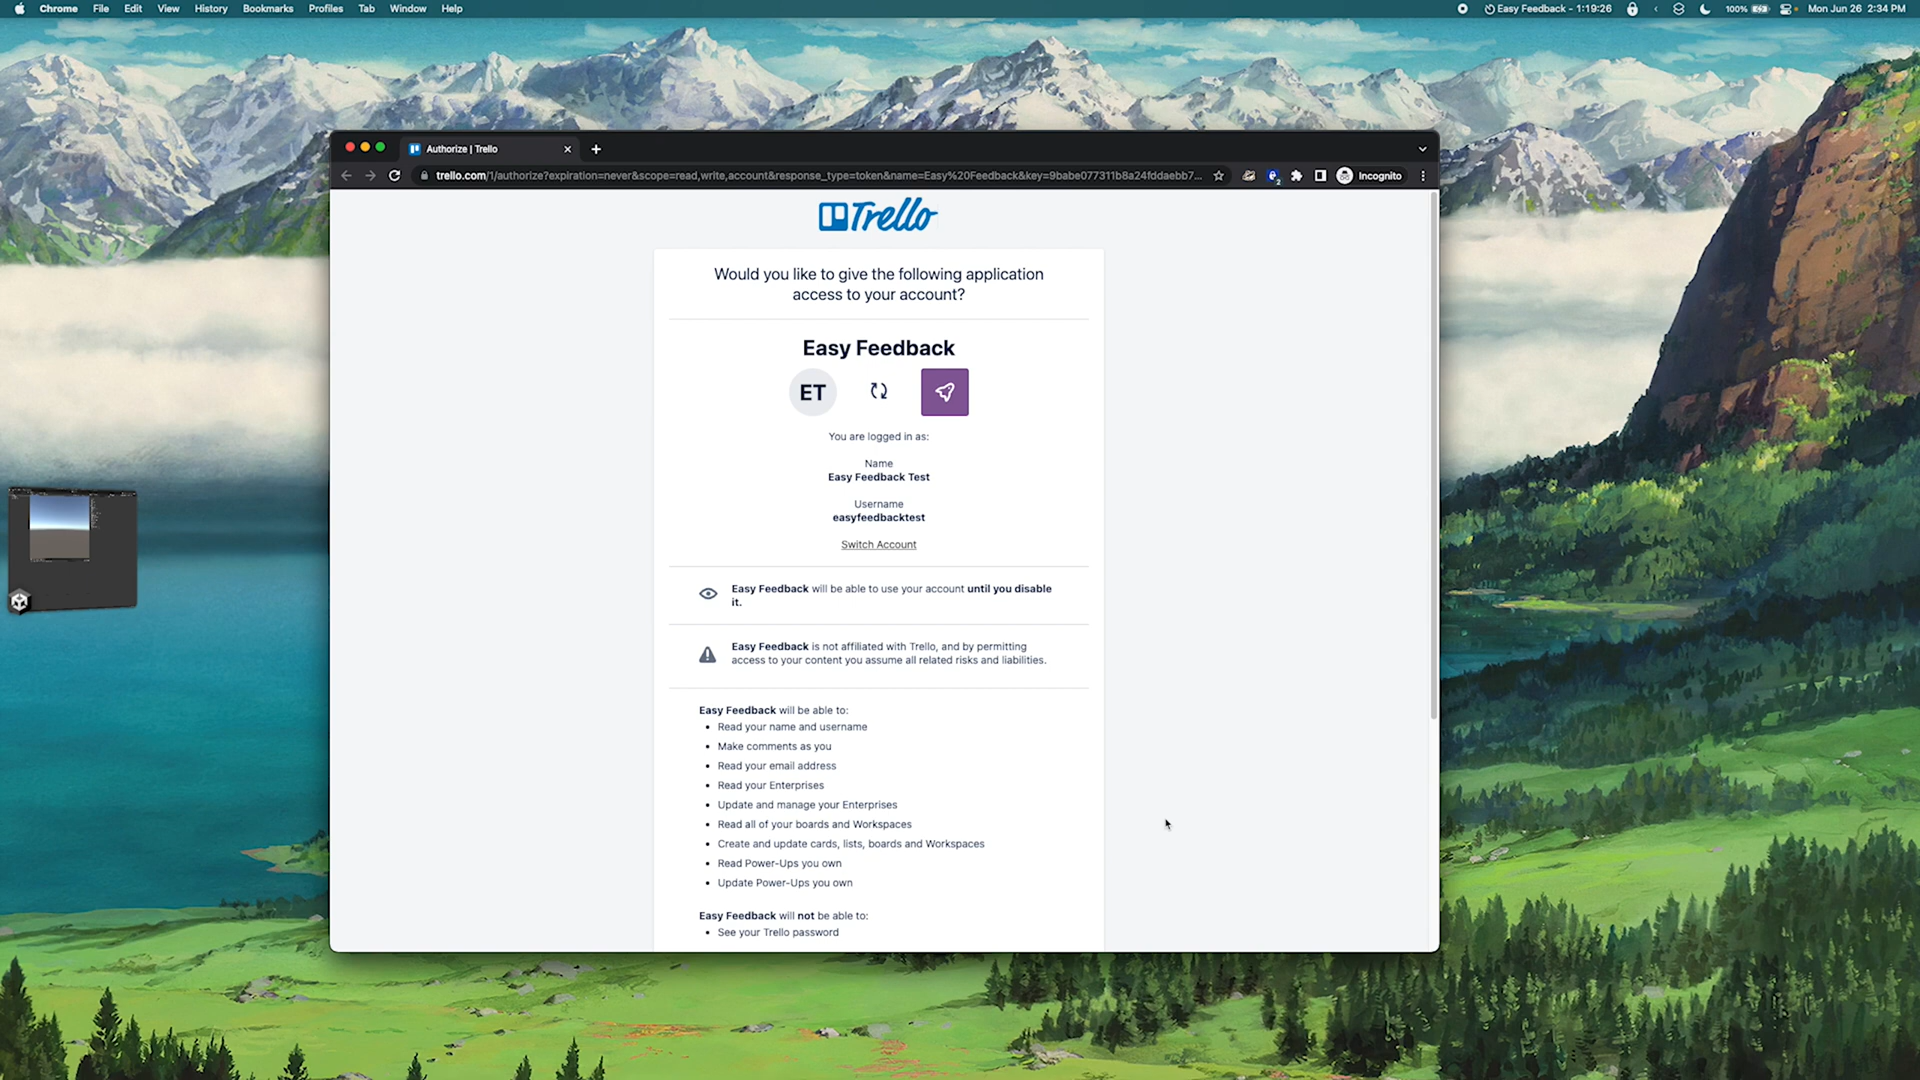 Chrome File Edit View History Bookmarks Profiles Tab Window Help
Easy Feedback - 1:19:26 100% Mon Jun 26 2:34 PM
Authorize | Trello
trello.com/1/authorize?expiration=never&scope=read,write,account&response_type=token&name=Easy%20Feedback&key=9babe077311b8a24fddaebb7...
2
Incognito
Trello
Would you like to give the following application
access to your account?
Easy Feedback
ET
You are logged in as:
Name
Easy Feedback Test
Username
easyfeedbacktest
Switch Account
Easy Feedback will be able to use your account until you disable
it.
Easy Feedback is not affiliated with Trello, and by permitting
access to your content you assume all related risks and liabilities.
Easy Feedback will be able to:
• Read your name and username
• Make comments as you
• Read your email address
• Read your Enterprises
• Update and manage your Enterprises
• Read all of your boards and Workspaces
• Create and update cards, lists, boards and Workspaces
• Read Power-Ups you own
• Update Power-Ups you own
Easy Feedback will not be able to:
• See your Trello password